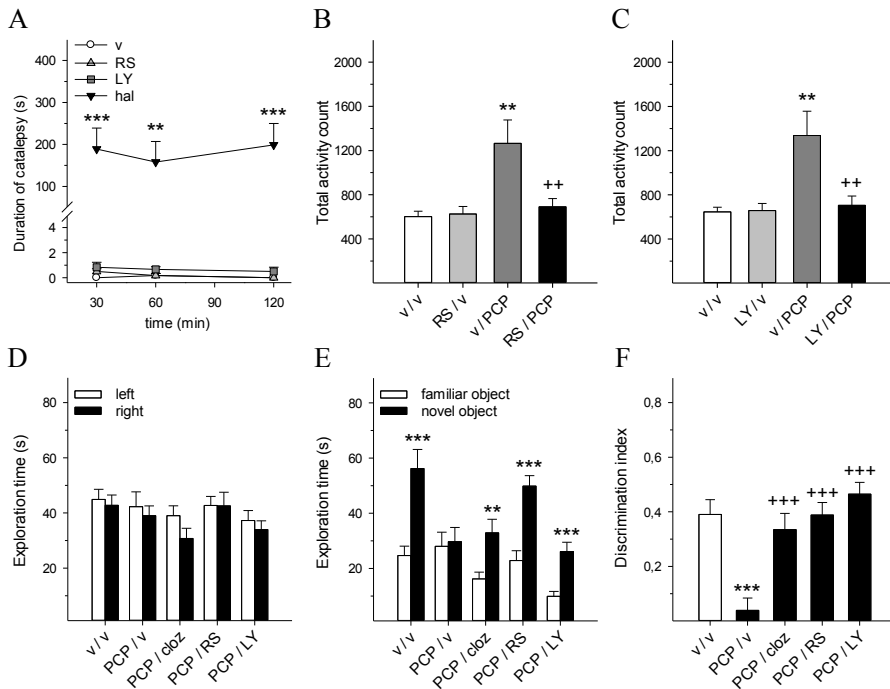 A
v
RS
LY
hal
Duration of catalepsy (s)
400
300
200
100
4
2
0
***
**
***
30
60
90
120
time (min)
B
Total activity count
2000
1600
1200
800
400
**
++
v / v
RS / v
v / PCP
RS / PCP
C
Total activity count
2000
1600
1200
800
400
**
++
v / v
LY / v
v / PCP
LY / PCP
D
left
right
Exploration time (s)
80
60
40
20
v / v
PCP / v
PCP / cloz
PCP / RS
PCP / LY
E
familiar object
novel object
Exploration time (s)
80
60
40
20
***
**
***
***
v / v
PCP / v
PCP / cloz
PCP / RS
PCP / LY
F
Discrimination index
0,8
0,6
0,4
0,2
***
+++
+++
+++
v / v
PCP / v
PCP / cloz
PCP / RS
PCP / LY